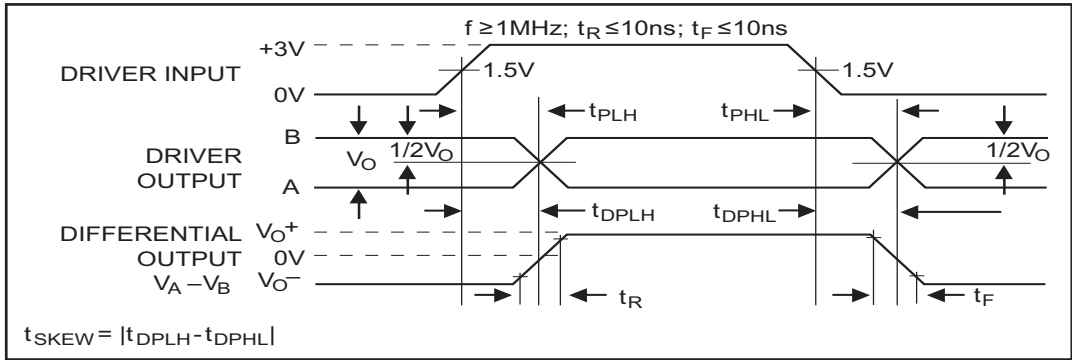 f ≥ 1MHz; tR ≤ 10ns; tF ≤ 10ns
+3V
DRIVER INPUT
1.5V
1.5V
0V
tPLH
tPHL
B
DRIVER OUTPUT
VO
1/2VO
1/2VO
A
tDPLH
tDPHL
DIFFERENTIAL OUTPUT
VA – VB
VO+
0V
VO–
tR
tF
tSKEW = |tDPLH - tDPHL|